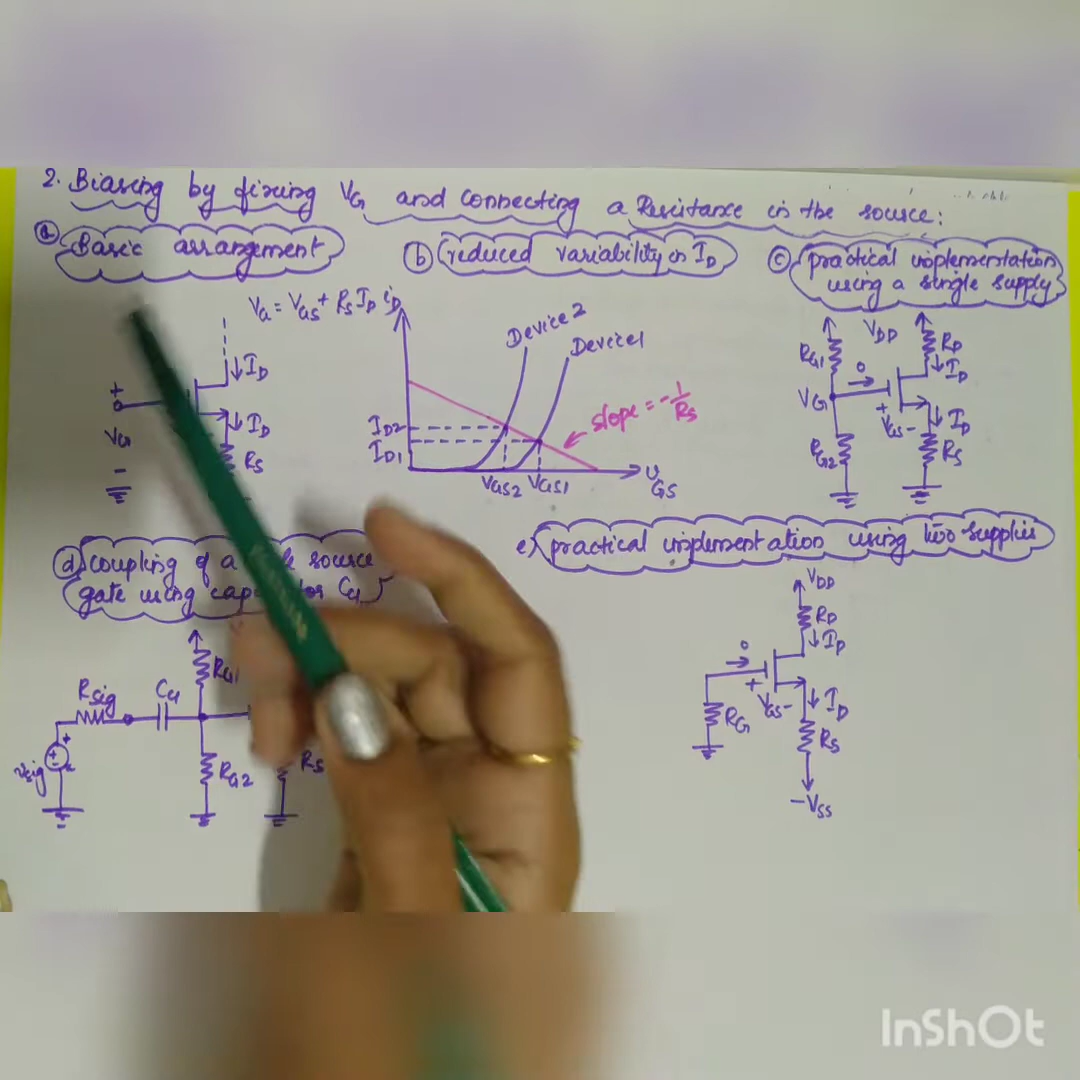 2. Biasing by fixing VG and connecting a Resistance in the source:
a) Basic arrangement
b) reduced variability in ID
c) practical implementation using a single supply
VG = VGS + RS ID
iD
Device 2
Device 1
slope = -1/RS
ID2
ID1
VGS2
VGS1
VGS
+
VG
-
ID
ID
RS
VDD
RG1
RD
0
ID
VG
+
VGS -
ID
RG2
RS
d) coupling of a source
gate using Cc1
RG1
Rsig
Cc1
vsig
+
RG2
RS
e) practical implementation using two supplies
VDD
RD
0
ID
+
VGS -
RG
ID
RS
-VSS
InShOt